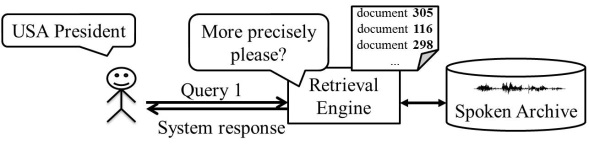 USA President
More precisely
please?
document 305
document 116
document 298
...
Query 1
System response
Retrieval
Engine
Spoken Archive